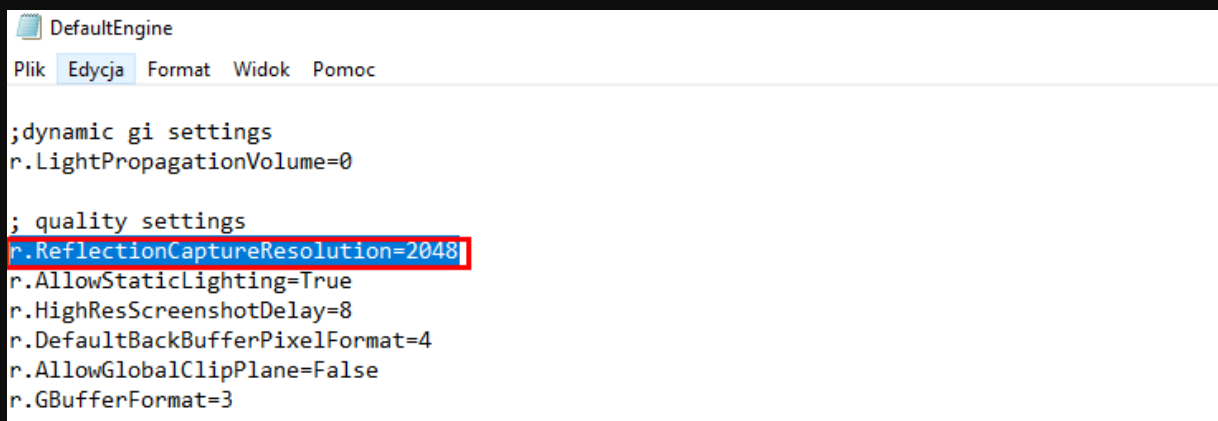 DefaultEngine
Plik Edycja Format Widok Pomoc
;dynamic gi settings
r.LightPropagationVolume=0
; quality settings
r.ReflectionCaptureResolution=2048
r.AllowStaticLighting=True
r.HighResScreenshotDelay=8
r.DefaultBackBufferPixelFormat=4
r.AllowGlobalClipPlane=False
r.GBufferFormat=3